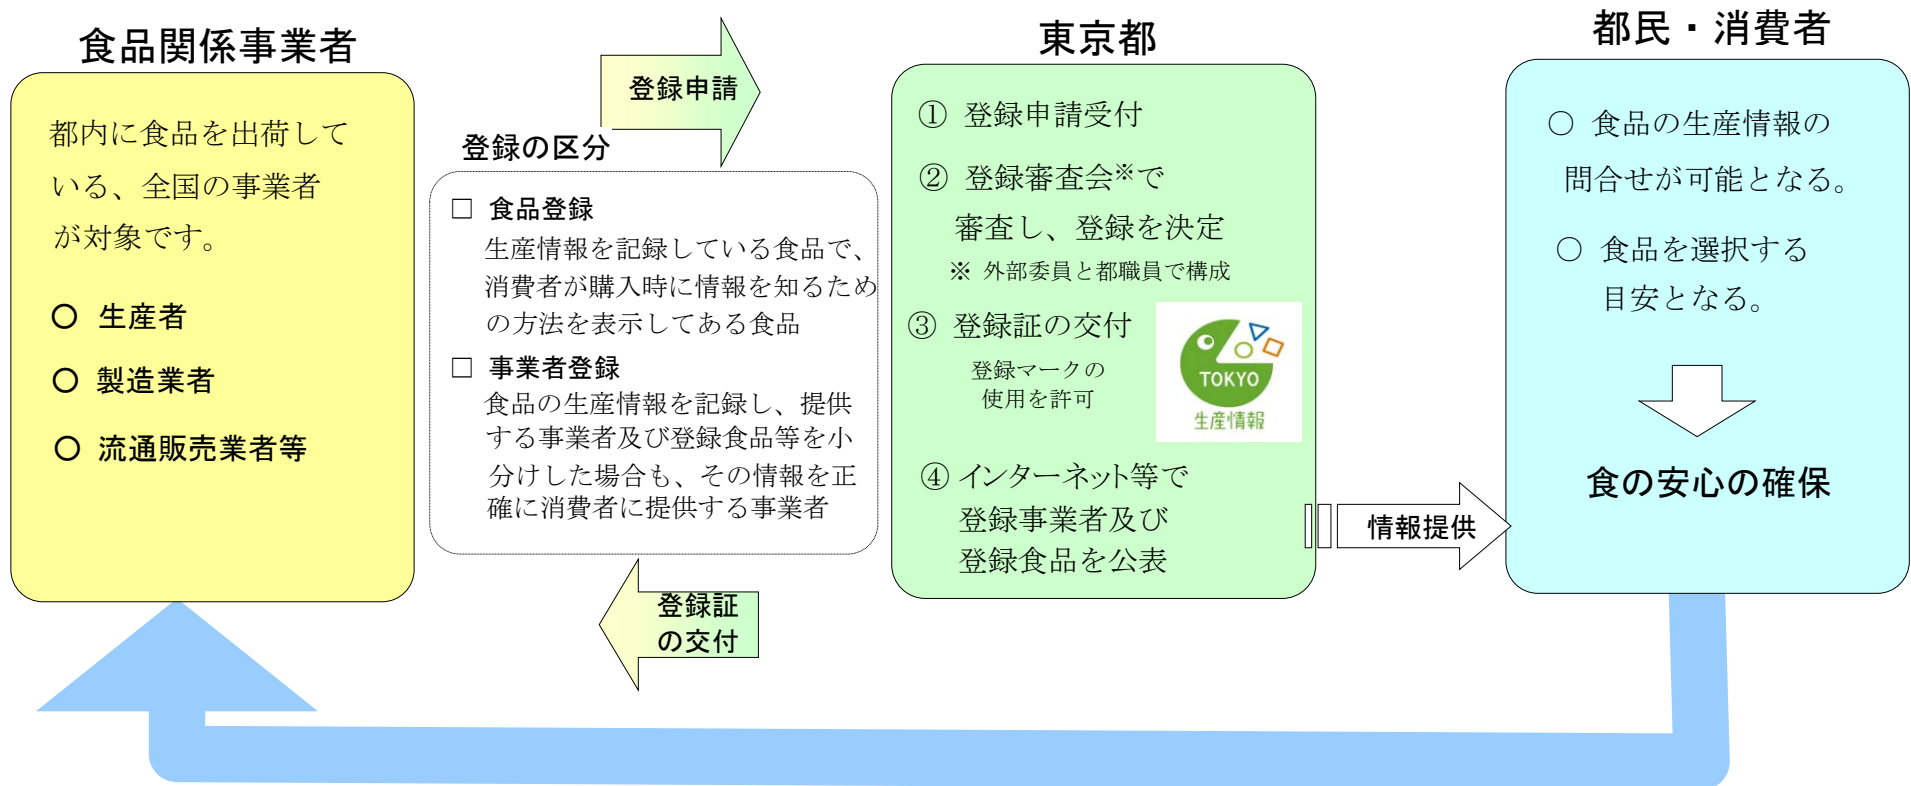 食品関係事業者
都内に食品を出荷して
いる、全国の事業者
が対象です。
○ 生産者
○ 製造業者
○ 流通販売業者等
登録申請
登録の区分
□ 食品登録
生産情報を記録している食品で、
消費者が購入時に情報を知るため
の方法を表示してある食品
□ 事業者登録
食品の生産情報を記録し、提供
する事業者及び登録食品等を小
分けした場合も、その情報を正
確に消費者に提供する事業者
登録証
の交付
東京都
① 登録申請受付
② 登録審査会※で
審査し、登録を決定
※ 外部委員と都職員で構成
③ 登録証の交付
登録マークの
使用を許可
TOKYO
生産情報
④ インターネット等で
登録事業者及び
登録食品を公表
情報提供
都民・消費者
○ 食品の生産情報の
問合せが可能となる。
○ 食品を選択する
目安となる。
食の安心の確保